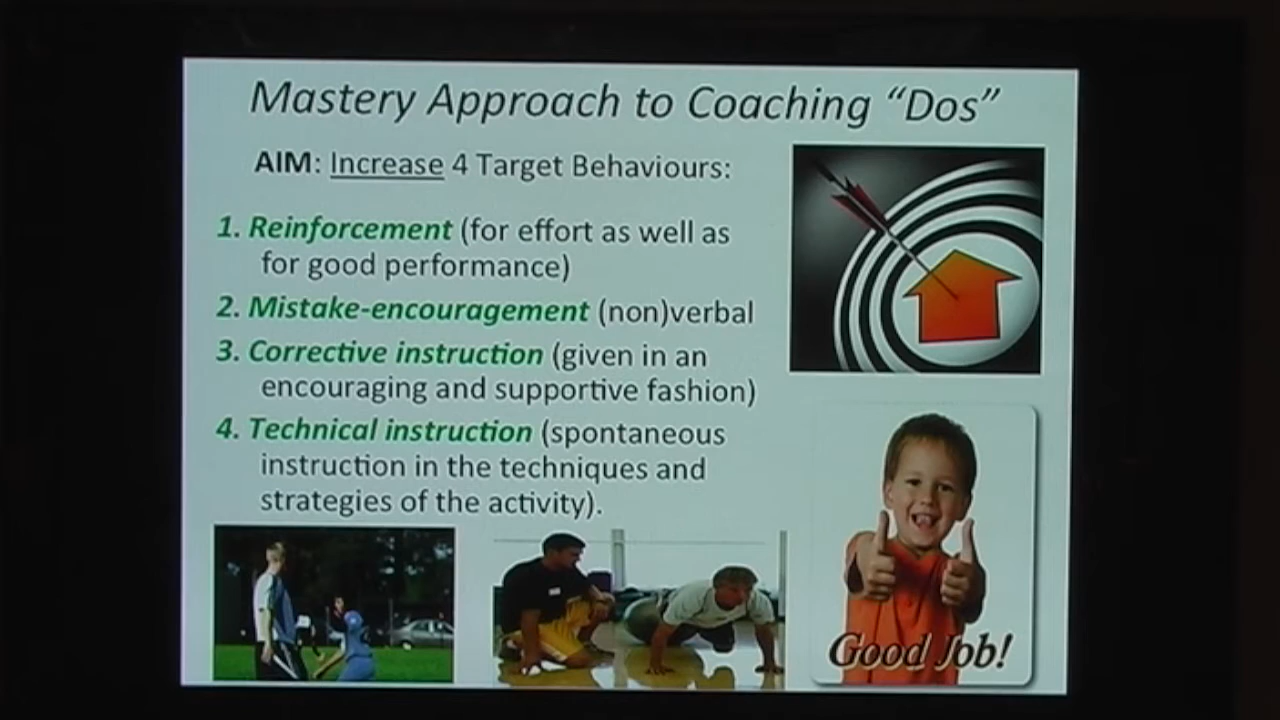 Mastery Approach to Coaching “Dos”
AIM: Increase 4 Target Behaviours:
1. Reinforcement (for effort as well as
for good performance)
2. Mistake-encouragement (non)verbal
3. Corrective instruction (given in an
encouraging and supportive fashion)
4. Technical instruction (spontaneous
instruction in the techniques and
strategies of the activity).
Good Job!